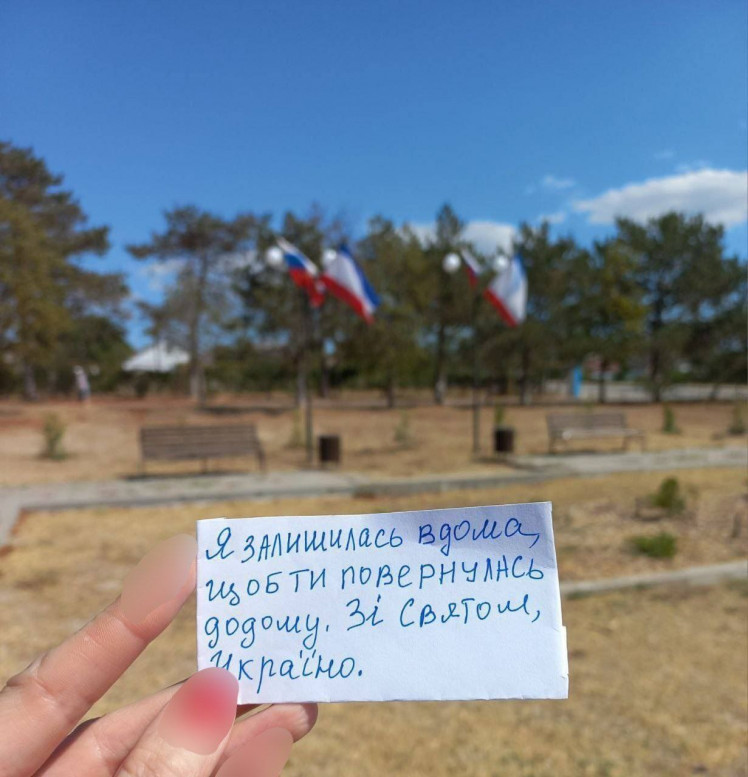 Я залишилась вдома,
щоб ти повернулась
додому. Зі Святом,
Україно.